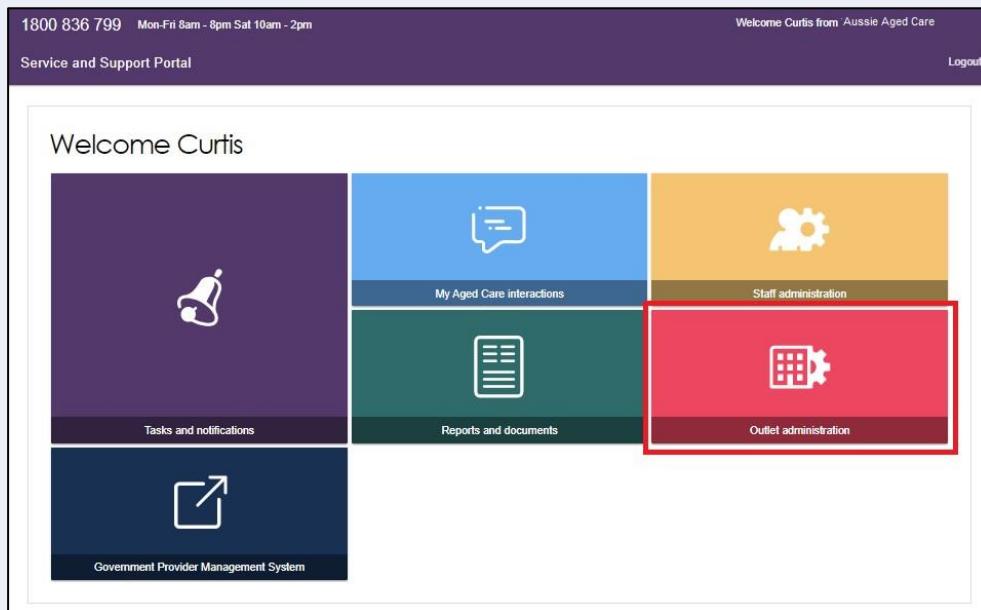 1800 836 799 Mon-Fri 8am - 8pm Sat 10am - 2pm
Welcome Curtis from Aussie Aged Care
Service and Support Portal
Logout
Welcome Curtis
My Aged Care interactions
Staff administration
Tasks and notifications
Reports and documents
Outlet administration
Government Provider Management System